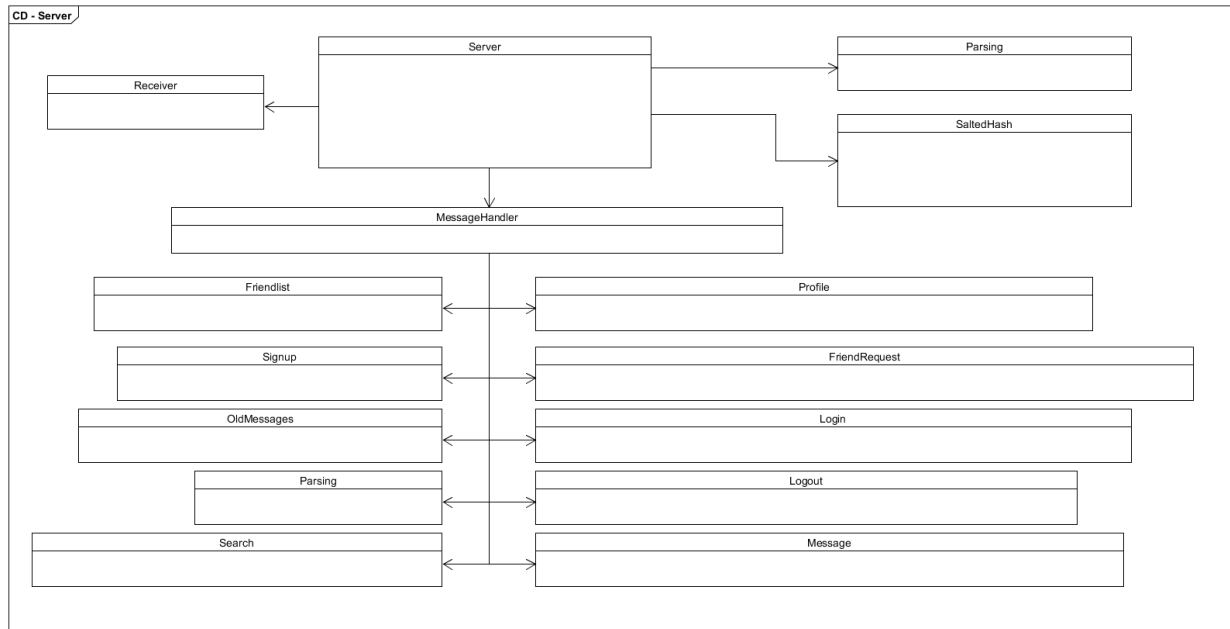 CD - Server
Server
Parsing
Receiver
SaltedHash
MessageHandler
Friendlist
Profile
Signup
FriendRequest
OldMessages
Login
Parsing
Logout
Search
Message